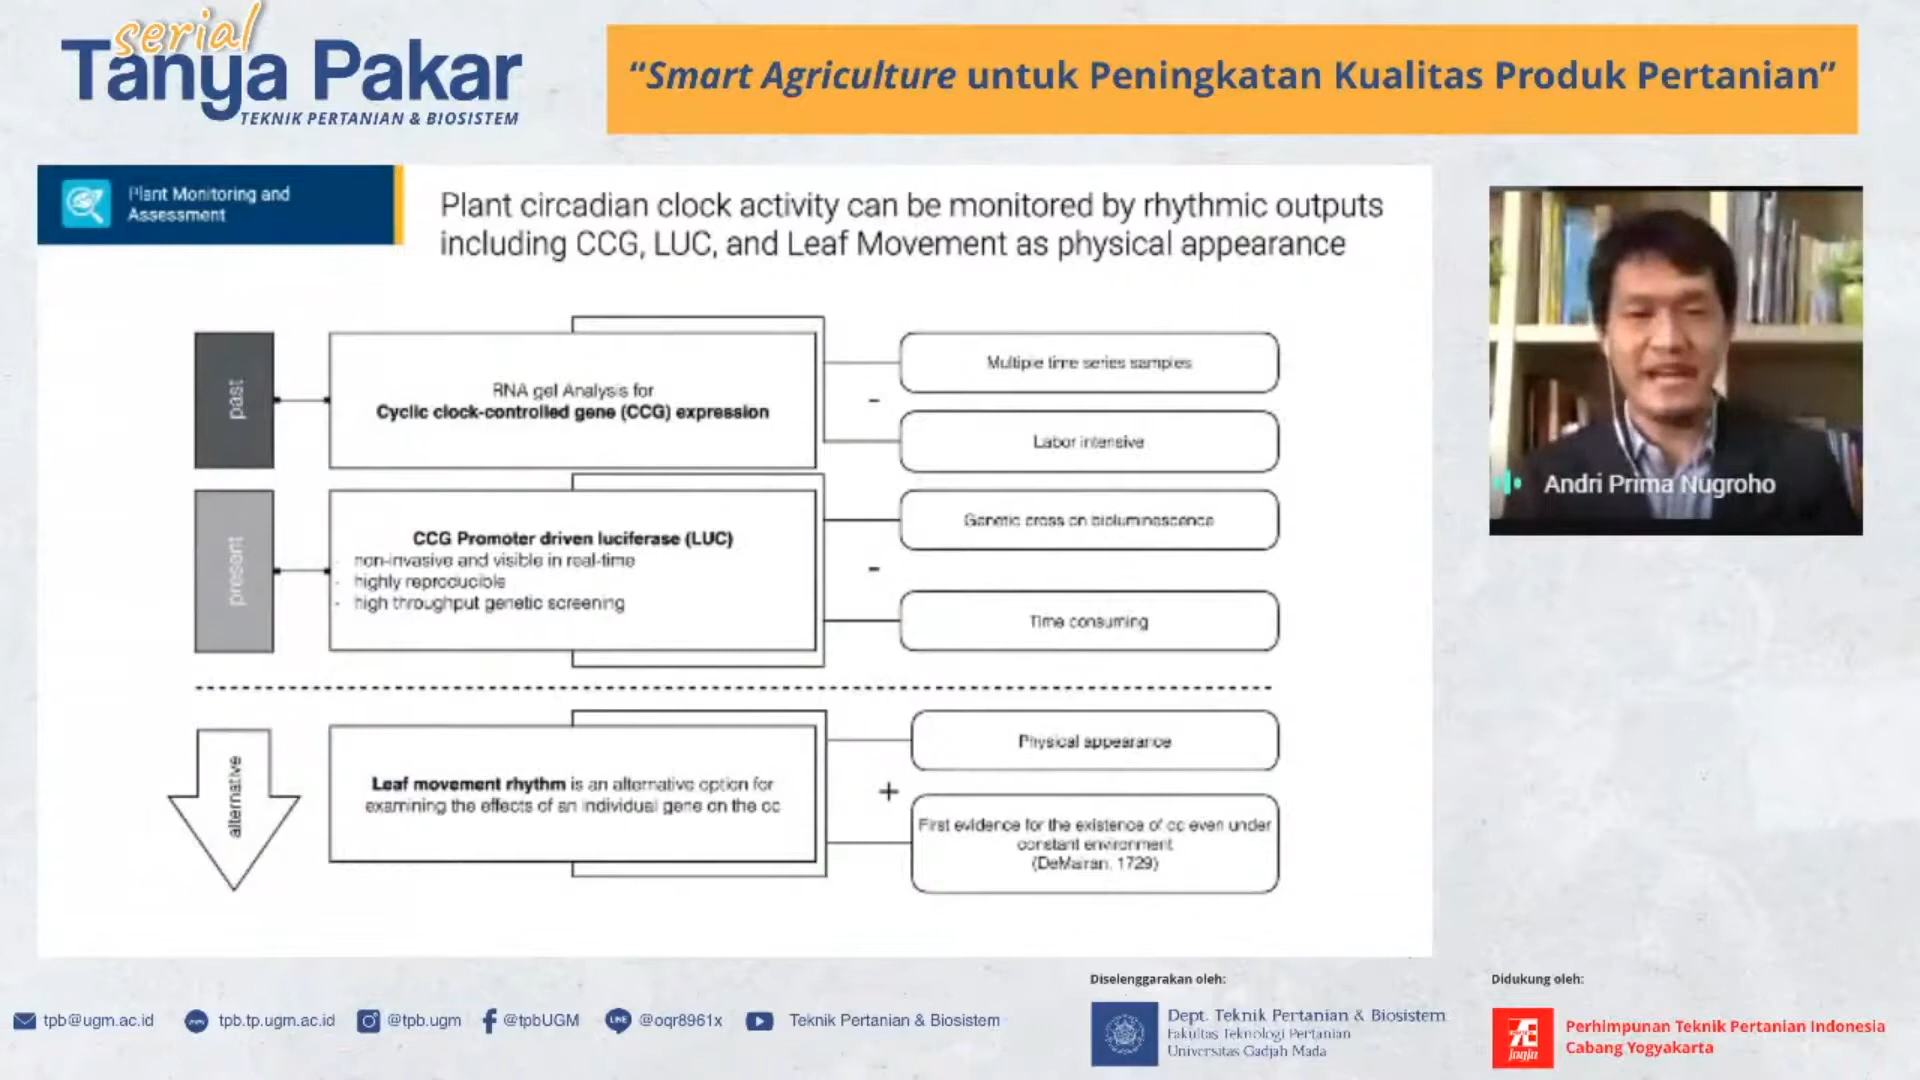 serial
Tanya Pakar
TEKNIK PERTANIAN & BIOSISTEM
“Smart Agriculture untuk Peningkatan Kualitas Produk Pertanian”
Plant Monitoring and
Assessment
Plant circadian clock activity can be monitored by rhythmic outputs
including CCG, LUC, and Leaf Movement as physical appearance
past
RNA gel Analysis for
Cyclic clock-controlled gene (CCG) expression
-
Multiple time series samples
Labor intensive
present
CCG Promoter driven luciferase (LUC)
non-invasive and visible in real-time
- highly reproducible
- high throughput genetic screening
-
Genetic cross on bioluminescence
Time consuming
alternative
Leaf movement rhythm is an alternative option for
examining the effects of an individual gene on the cc
+
Physical appearance
First evidence for the existence of cc even under
constant environment
(DeMairan, 1729)
Andri Prima Nugroho
Diselenggarakan oleh:
Didukung oleh:
tpb@ugm.ac.id
tpb.tp.ugm.ac.id
@tpb.ugm
@tpbUGM
LINE
@oqr8961x
Teknik Pertanian & Biosistem
Dept. Teknik Pertanian & Biosistem
Fakultas Teknologi Pertanian
Universitas Gadjah Mada
Jogja
Perhimpunan Teknik Pertanian Indonesia
Cabang Yogyakarta